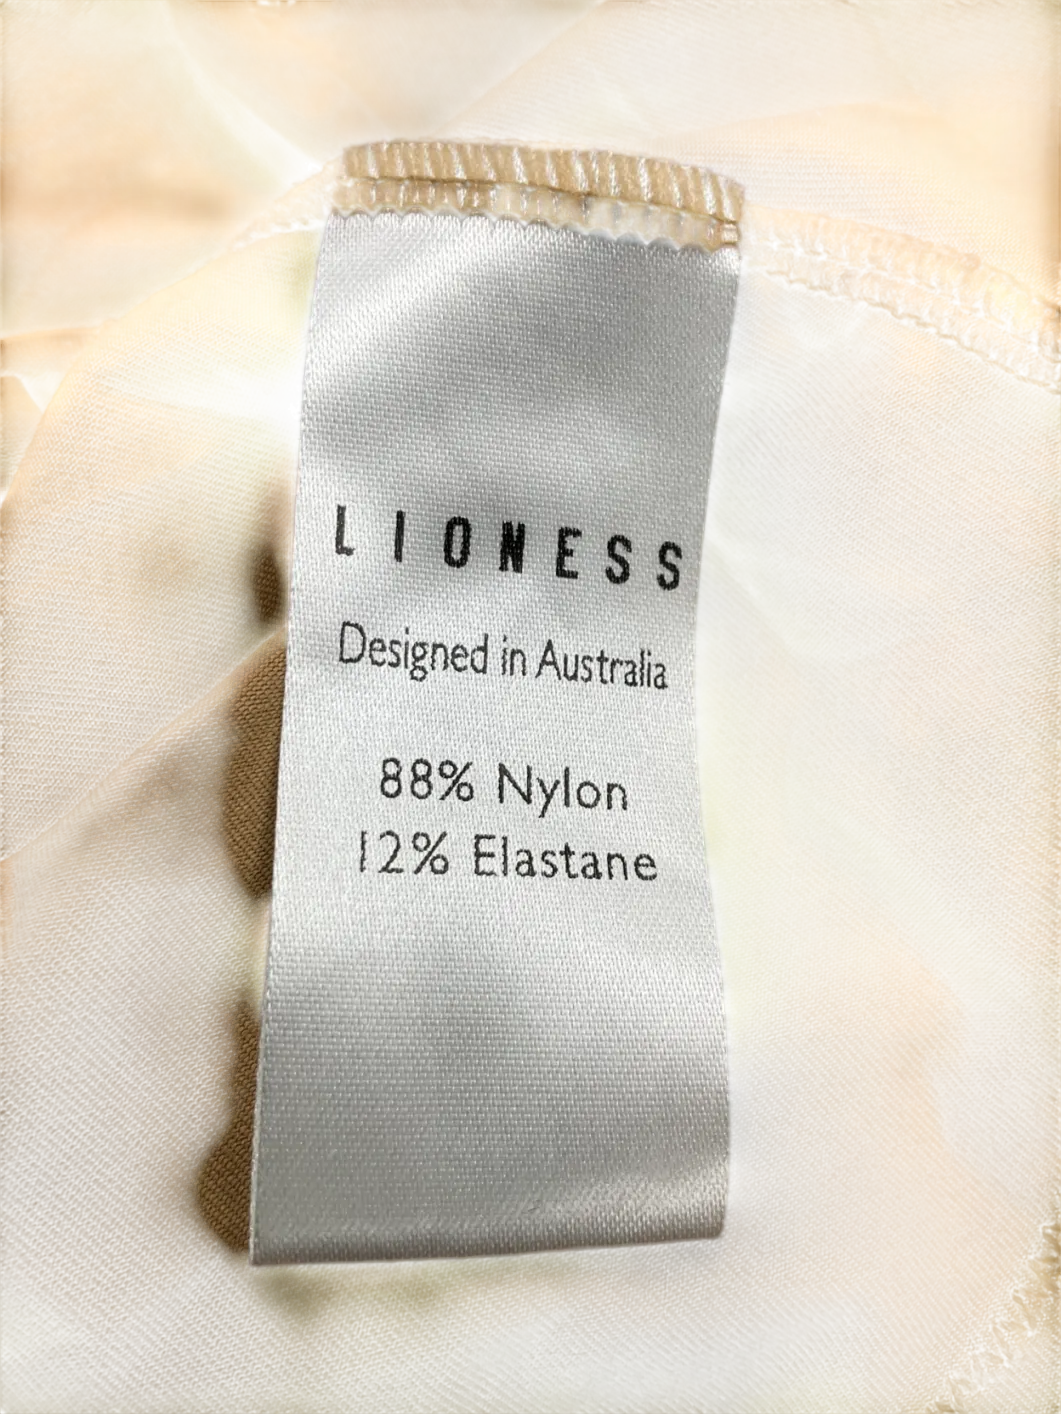 LIONESS
Designed in Australia
88% Nylon
12% Elastane